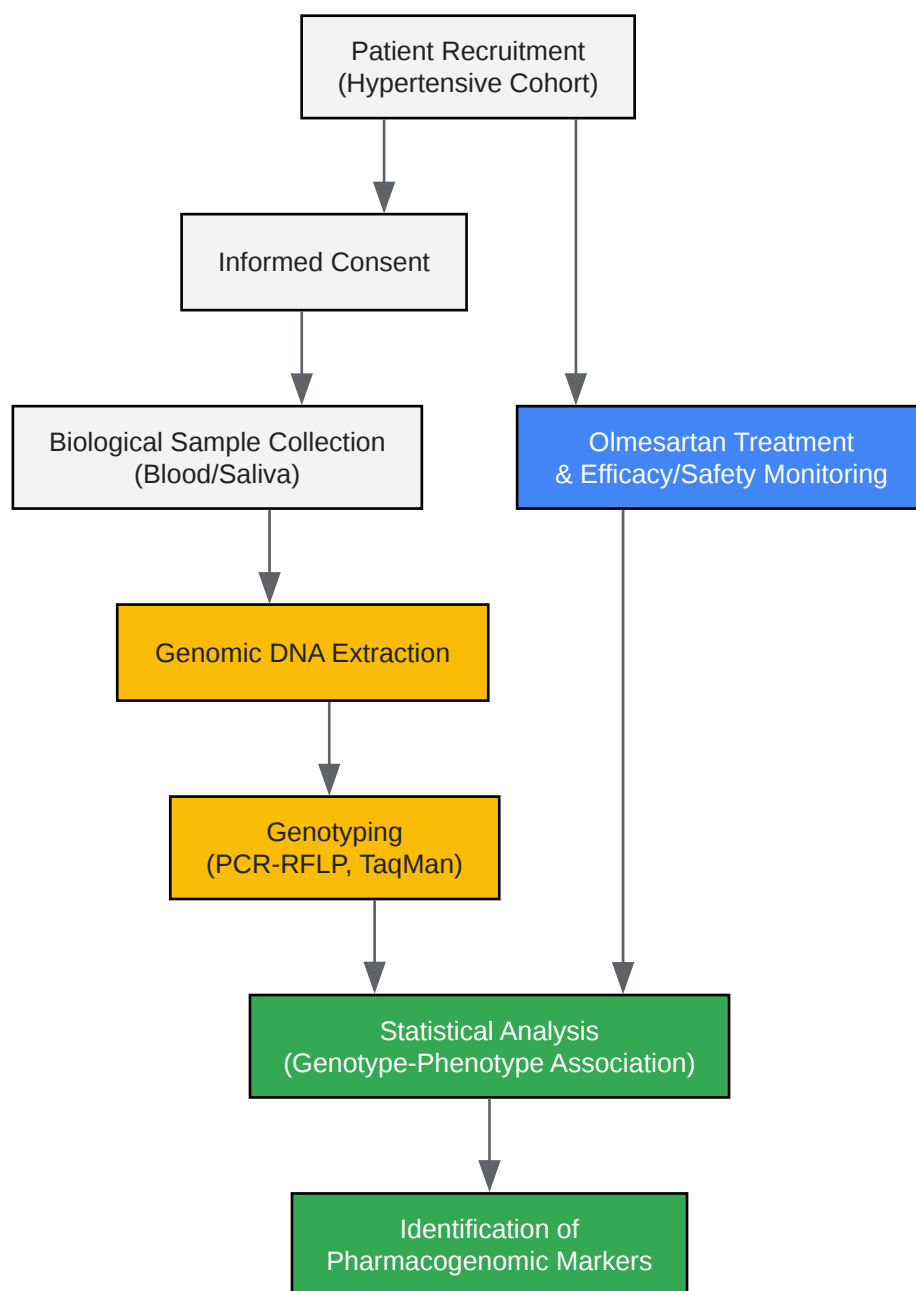 Patient Recruitment
(Hypertensive Cohort)
Informed Consent
Biological Sample Collection
(Blood/Saliva)
Olmesartan Treatment
& Efficacy/Safety Monitoring
Genomic DNA Extraction
Genotyping
(PCR-RFLP, TaqMan)
Statistical Analysis
(Genotype-Phenotype Association)
Identification of
Pharmacogenomic Markers